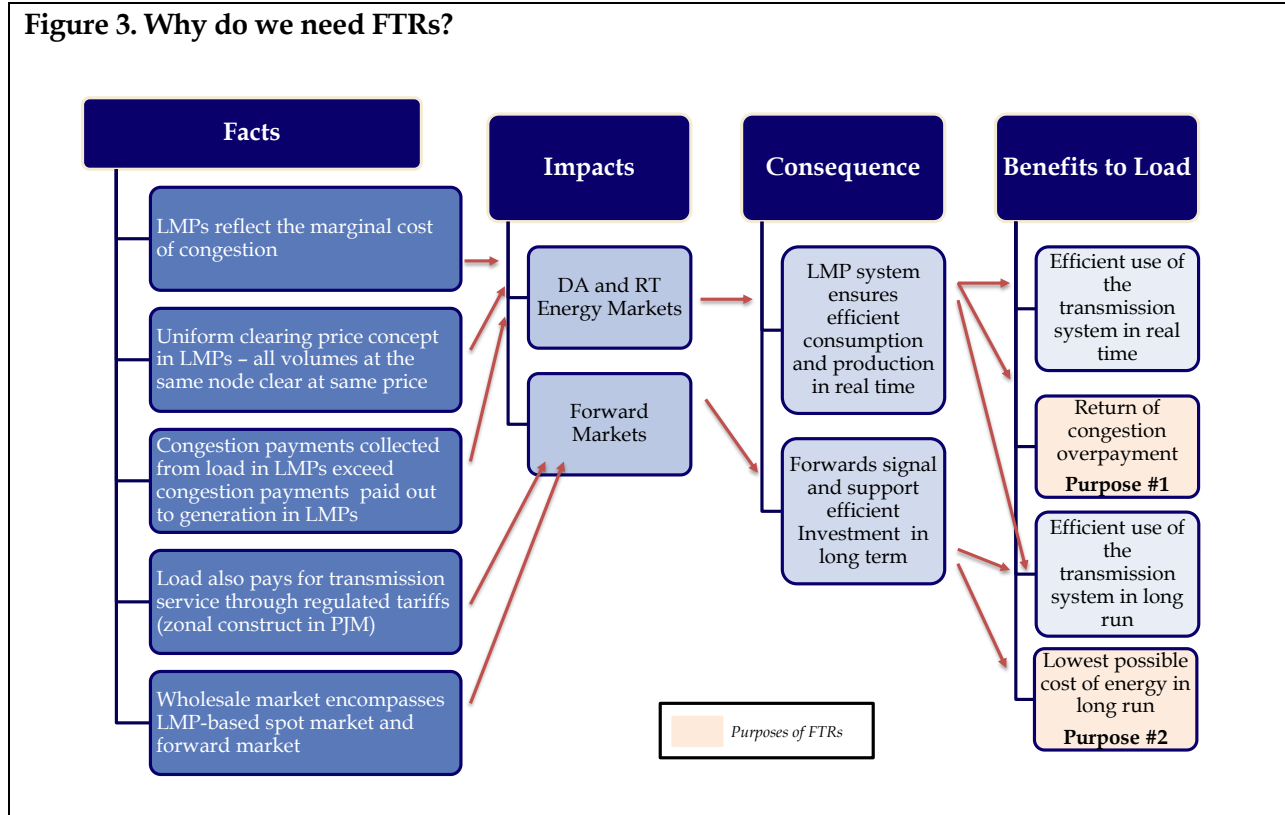 Figure 3. Why do we need FTRs?
Facts
LMPs reflect the marginal cost
of congestion
Uniform clearing price concept
in LMPs – all volumes at the
same node clear at same price
Congestion payments collected
from load in LMPs exceed
congestion payments paid out
to generation in LMPs
Load also pays for transmission
service through regulated tariffs
(zonal construct in PJM)
Wholesale market encompasses
LMP-based spot market and
forward market
Impacts
DA and RT
Energy Markets
Forward
Markets
Consequence
LMP system
ensures
efficient
consumption
and production
in real time
Forwards signal
and support
efficient
Investment in
long term
Benefits to Load
Efficient use of
the
transmission
system in real
time
Return of
congestion
overpayment
Purpose #1
Efficient use of
the
transmission
system in long
run
Lowest possible
cost of energy in
long run
Purpose #2
Purposes of FTRs